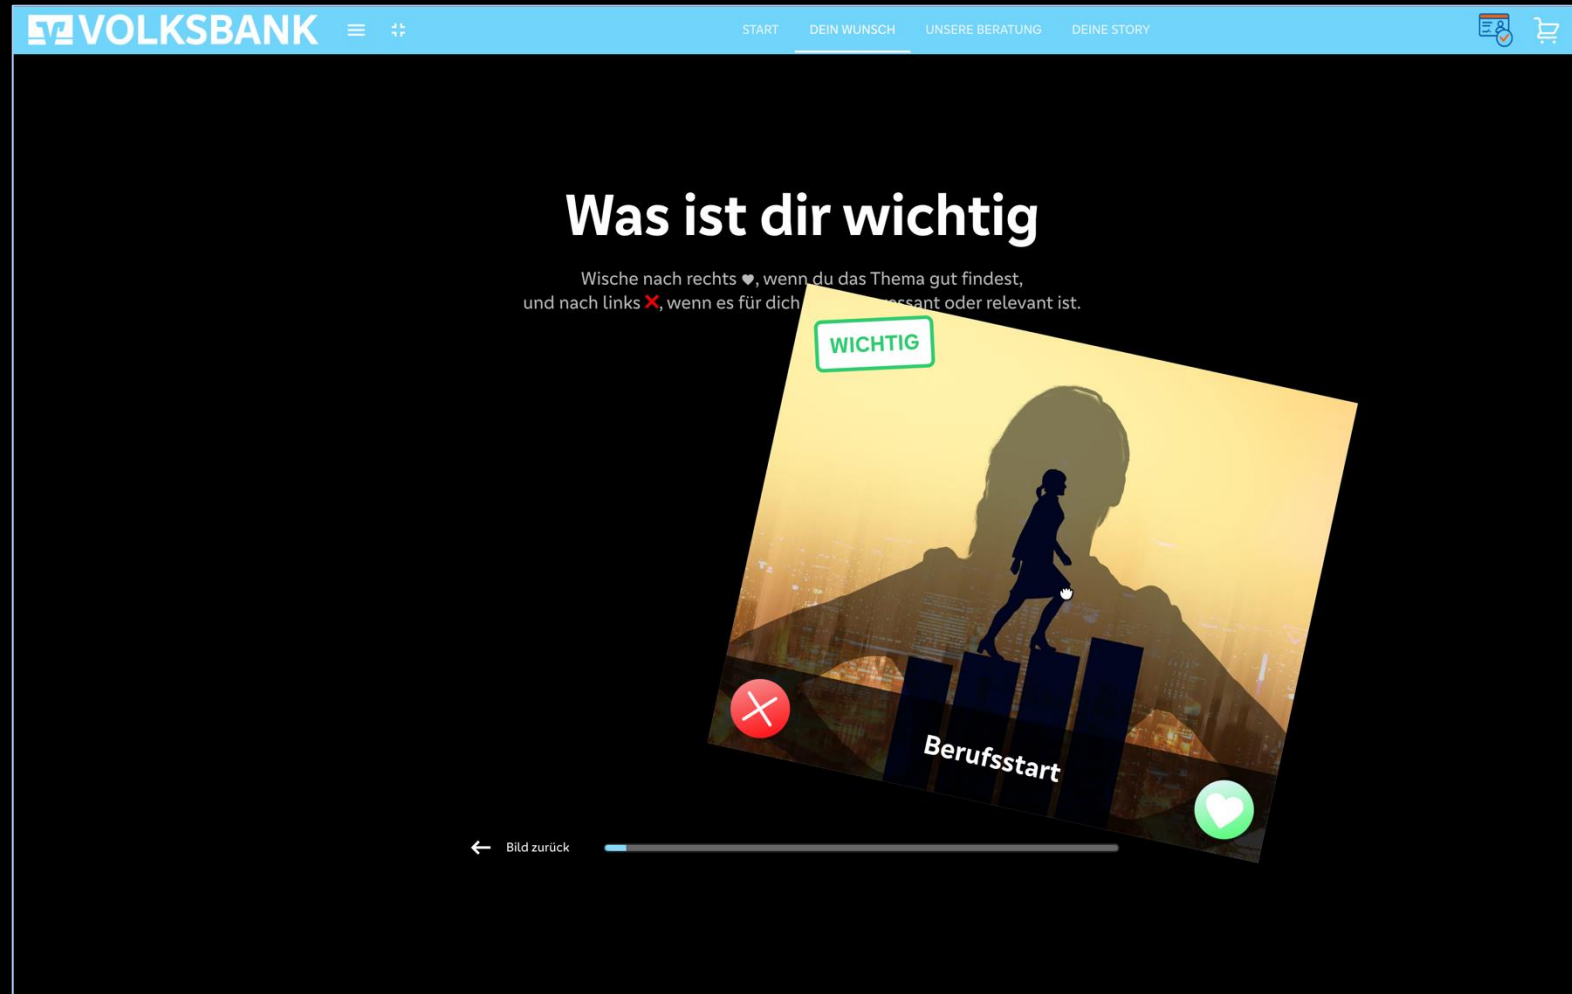 VOLKSBANK
START DEIN WUNSCH UNSERE BERATUNG DEINE STORY
Was ist dir wichtig
Wische nach rechts ♥, wenn du das Thema gut findest,
und nach links ✕, wenn es für dich oder relevant ist.
WICHTIG
Berufsstart
Bild zurück